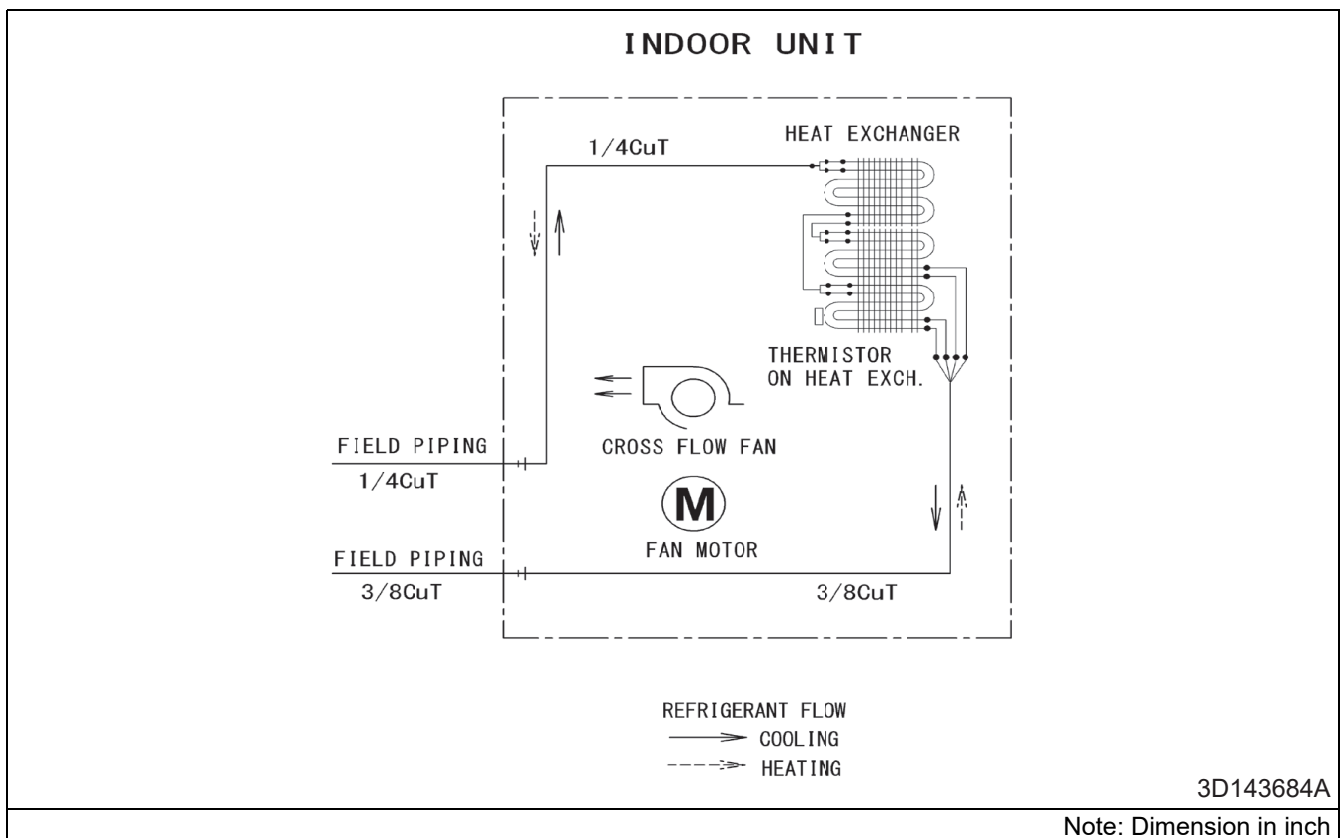 INDOOR UNIT
HEAT EXCHANGER
1/4CuT
THERNISTOR
ON HEAT EXCH.
CROSS FLOW FAN
FIELD PIPING
1/4CuT
M
FAN MOTOR
FIELD PIPING
3/8CuT
3/8CuT
REFRIGERANT FLOW
COOLING
HEATING
3D143684A
Note: Dimension in inch